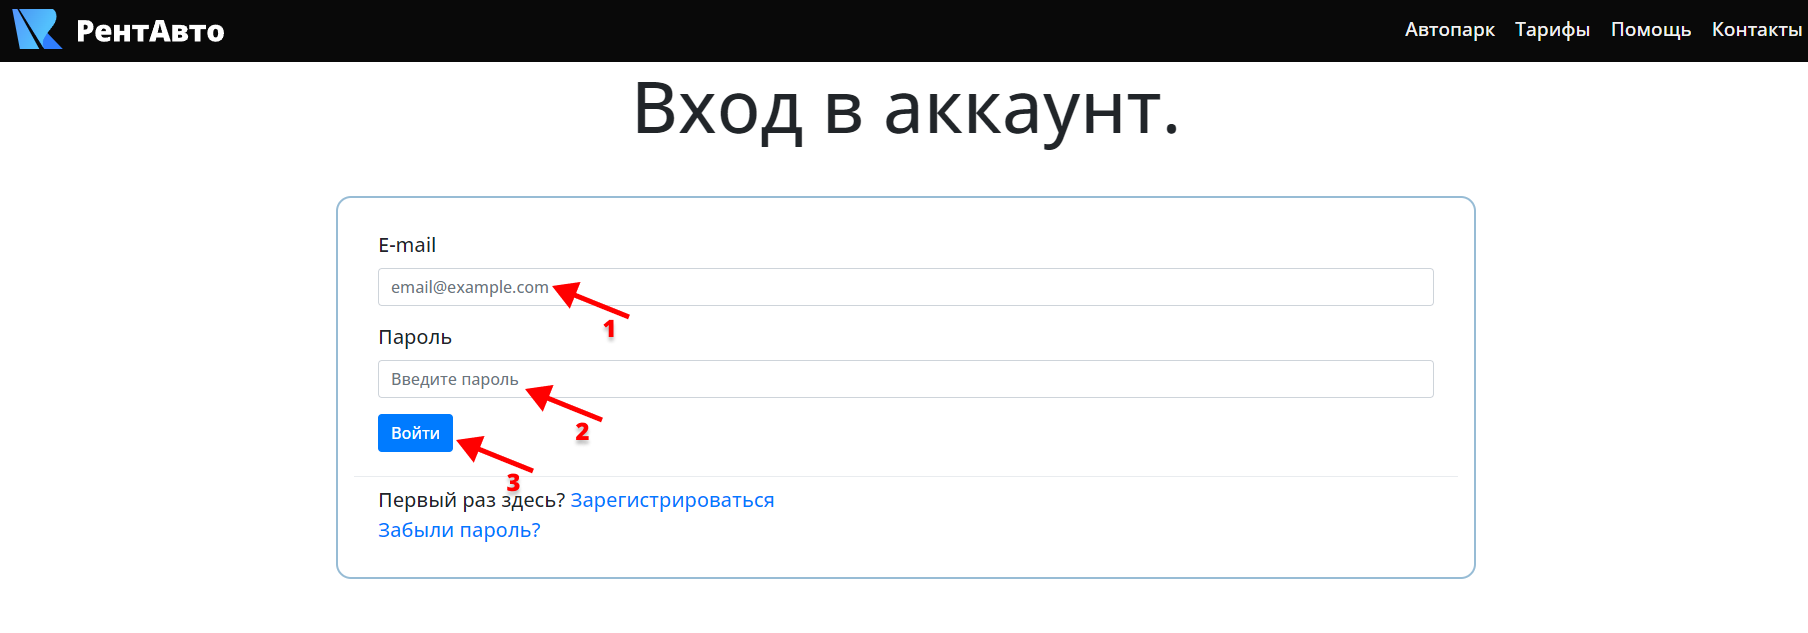 РентАвто
Автопарк Тарифы Помощь Контакты
Вход в аккаунт.
E-mail
email@example.com
1
Пароль
Введите пароль
2
Войти
3
Первый раз здесь? Зарегистрироваться
Забыли пароль?